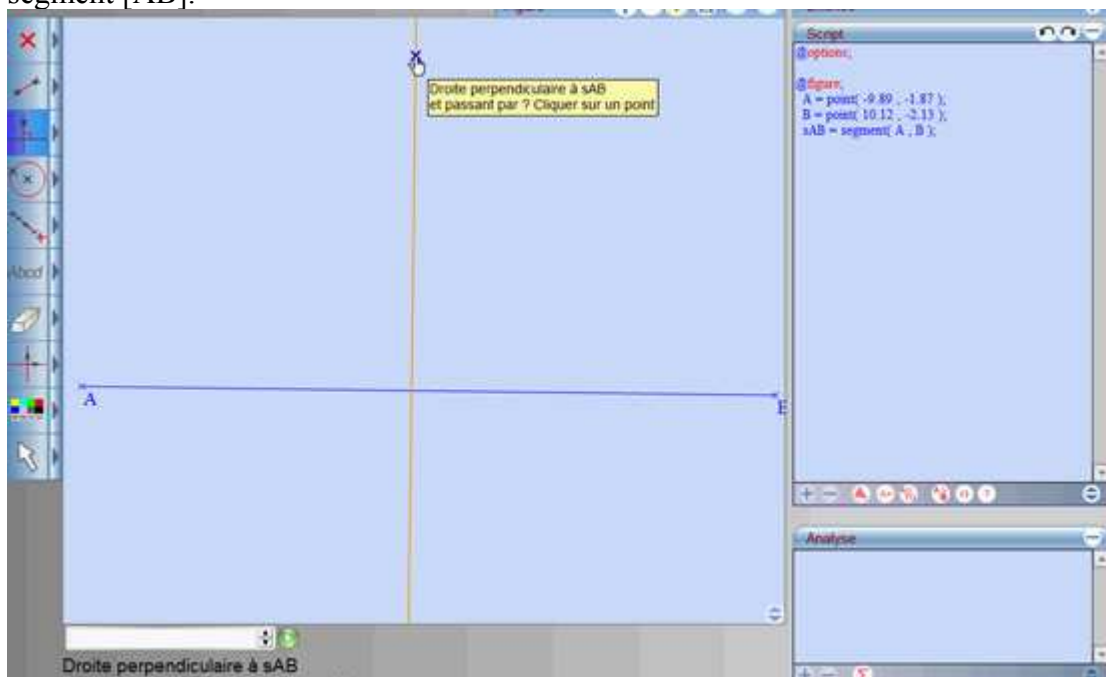 segment [AB].
Script
@options;
@figure;
A = point( -9.89 , -1.87 );
B = point( 10.12 , -2.13 );
sAB = segment( A , B );
Droite perpendiculaire à sAB
et passant par ? Cliquer sur un point
Abcd
A
B
Analyse
Droite perpendiculaire à sAB